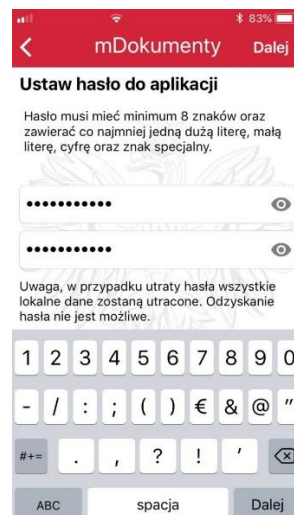 83%
mDokumenty Dalej
Ustaw hasło do aplikacji
Hasło musi mieć minimum 8 znaków oraz
zawierać co najmniej jedną dużą literę, małą
literę, cyfrę oraz znak specjalny.
•••••••••••
•••••••••••
Uwaga, w przypadku utraty hasła wszystkie
lokalne dane zostaną utracone. Odzyskanie
hasła nie jest możliwe.
1 2 3 4 5 6 7 8 9 0
- / : ; ( ) € & @ "
#+= . , ? ! '
ABC spacja Dalej